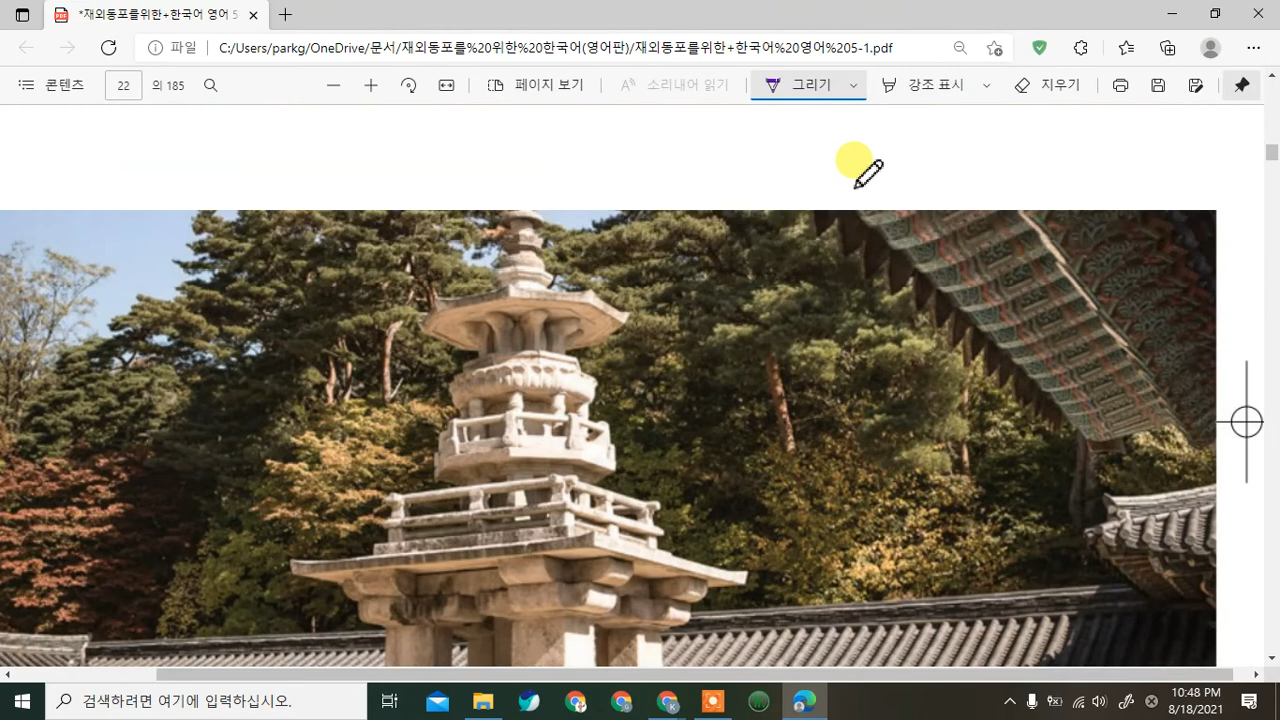 *재외동포를위한+한국어 영어 5
파일 C:/Users/parkg/OneDrive/문서/재외동포를%20위한%20한국어(영어판)/재외동포를위한+한국어%20영어%205-1.pdf
콘텐츠 22 의 185 페이지 보기 소리내어 읽기 그리기 강조 표시 지우기
검색하려면 여기에 입력하십시오. 10:48 PM
8/18/2021